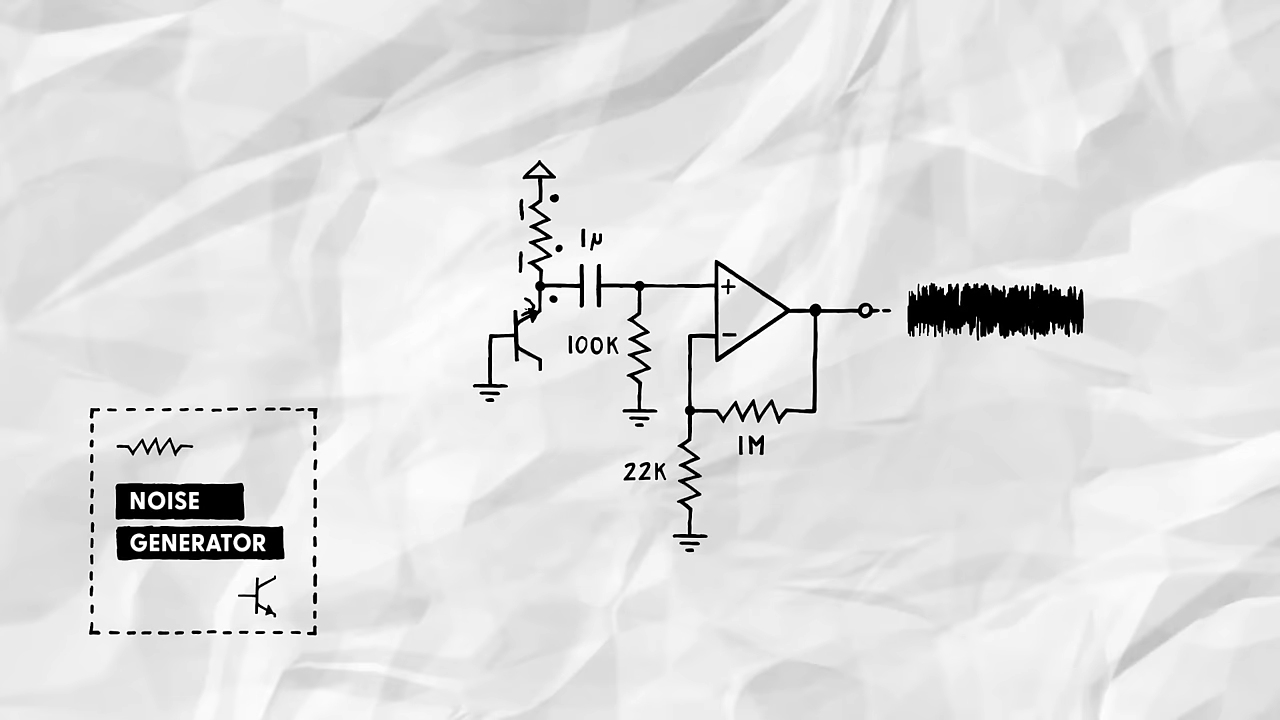 1µ
+
100K
−
1M
22K
NOISE
GENERATOR